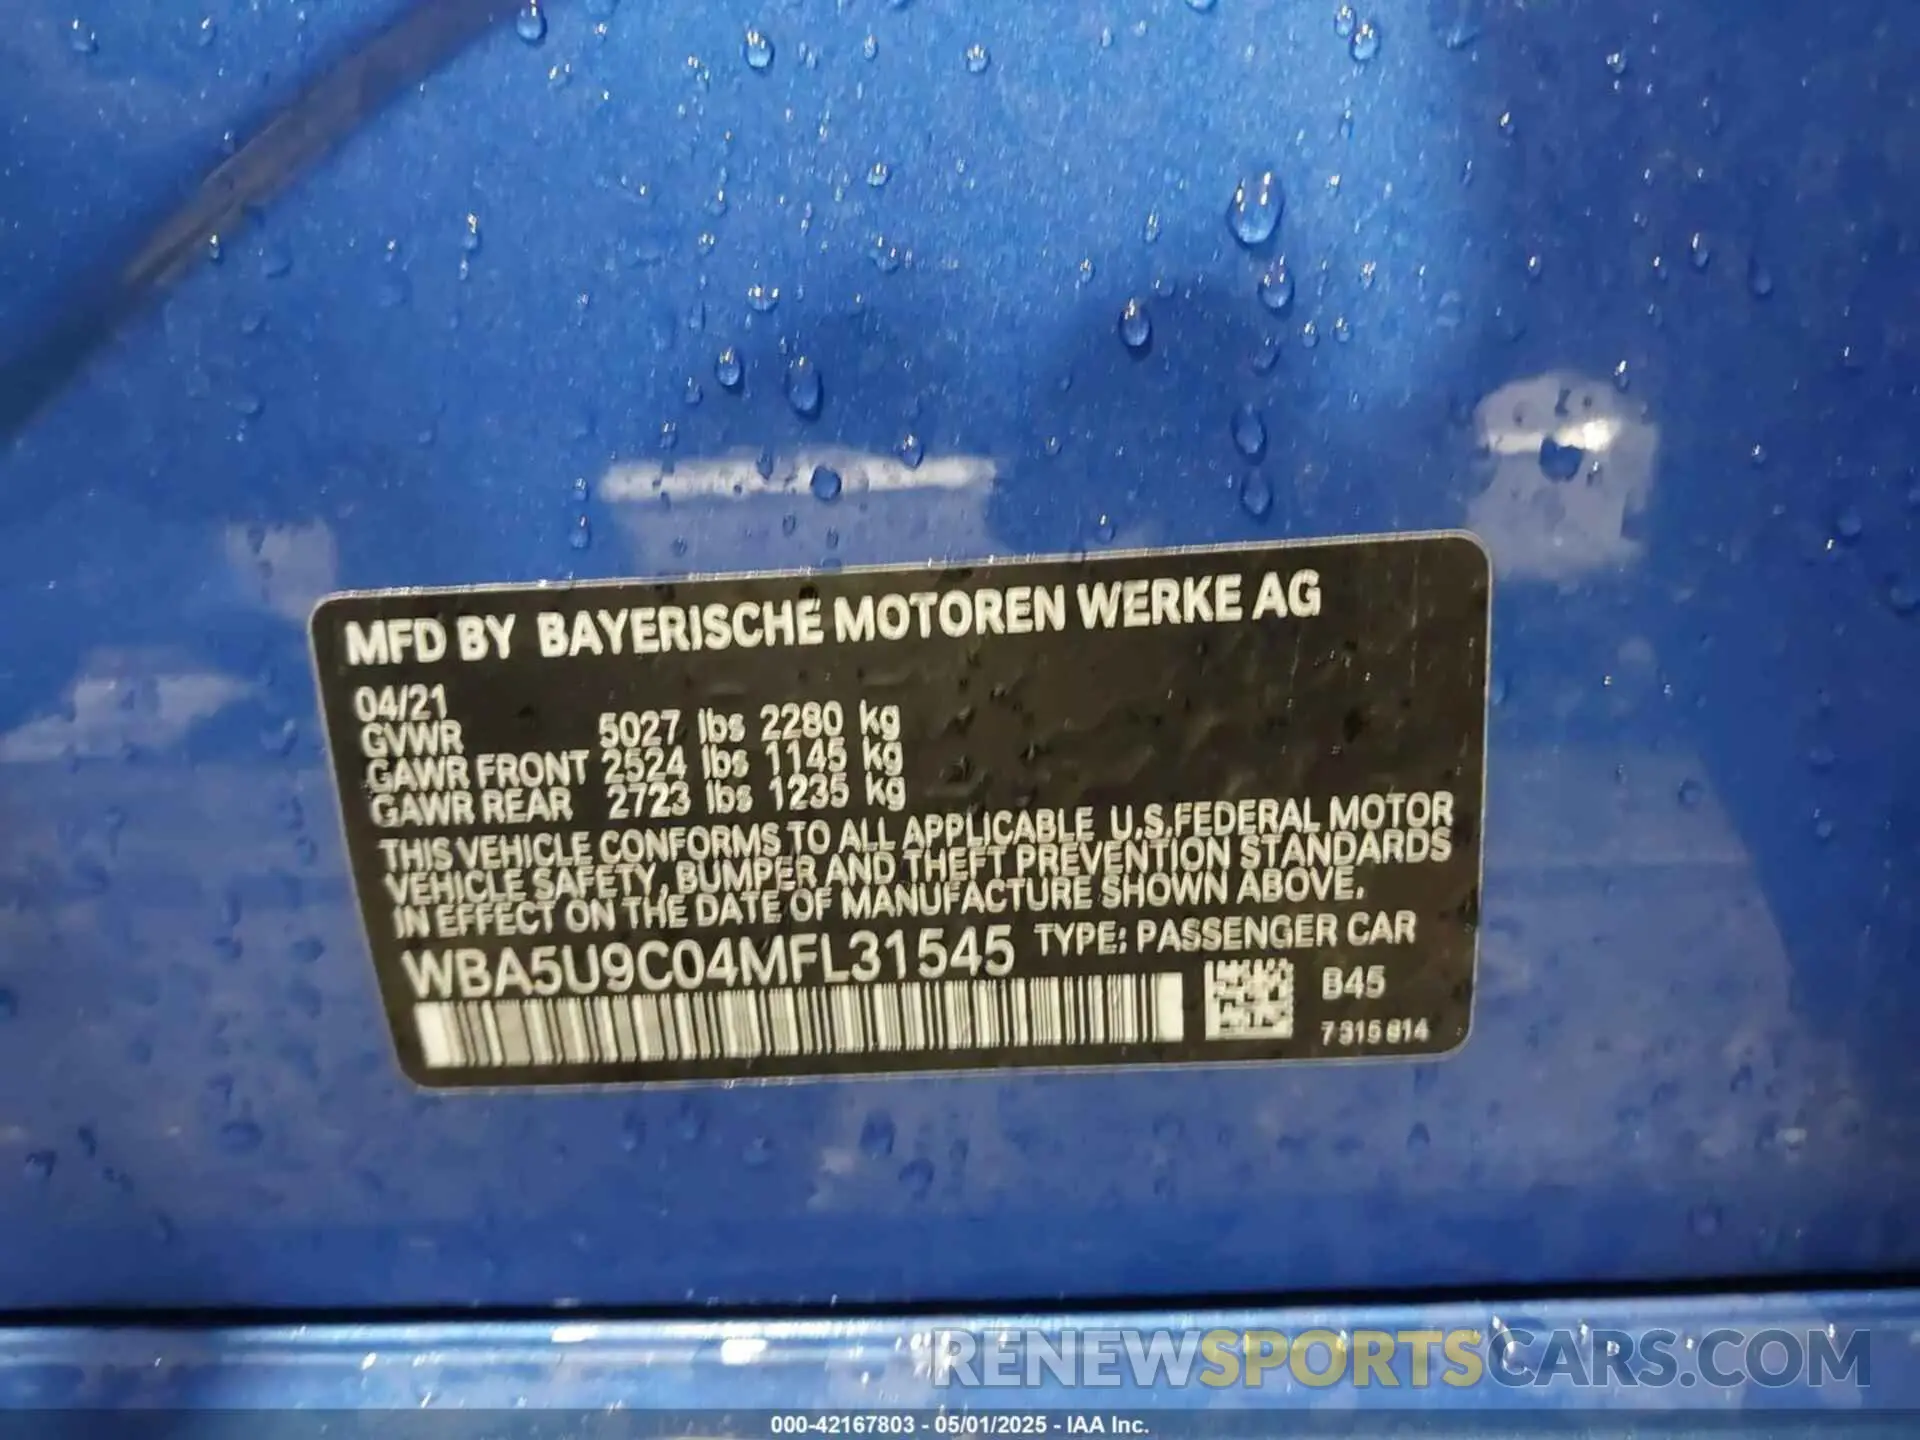 MFD BY BAYERISCHE MOTOREN WERKE AG
04/21
GVWR 5027 lbs 2280 kg
GAWR FRONT 2524 lbs 1145 kg
GAWR REAR 2723 lbs 1235 kg
THIS VEHICLE CONFORMS TO ALL APPLICABLE U.S.FEDERAL MOTOR
VEHICLE SAFETY, BUMPER AND THEFT PREVENTION STANDARDS
IN EFFECT ON THE DATE OF MANUFACTURE SHOWN ABOVE.
WBA5U9C04MFL31545 TYPE: PASSENGER CAR
B45
7 315 814
RENEWSPORTSCARS.COM
000-42167803 - 05/01/2025 - IAA Inc.